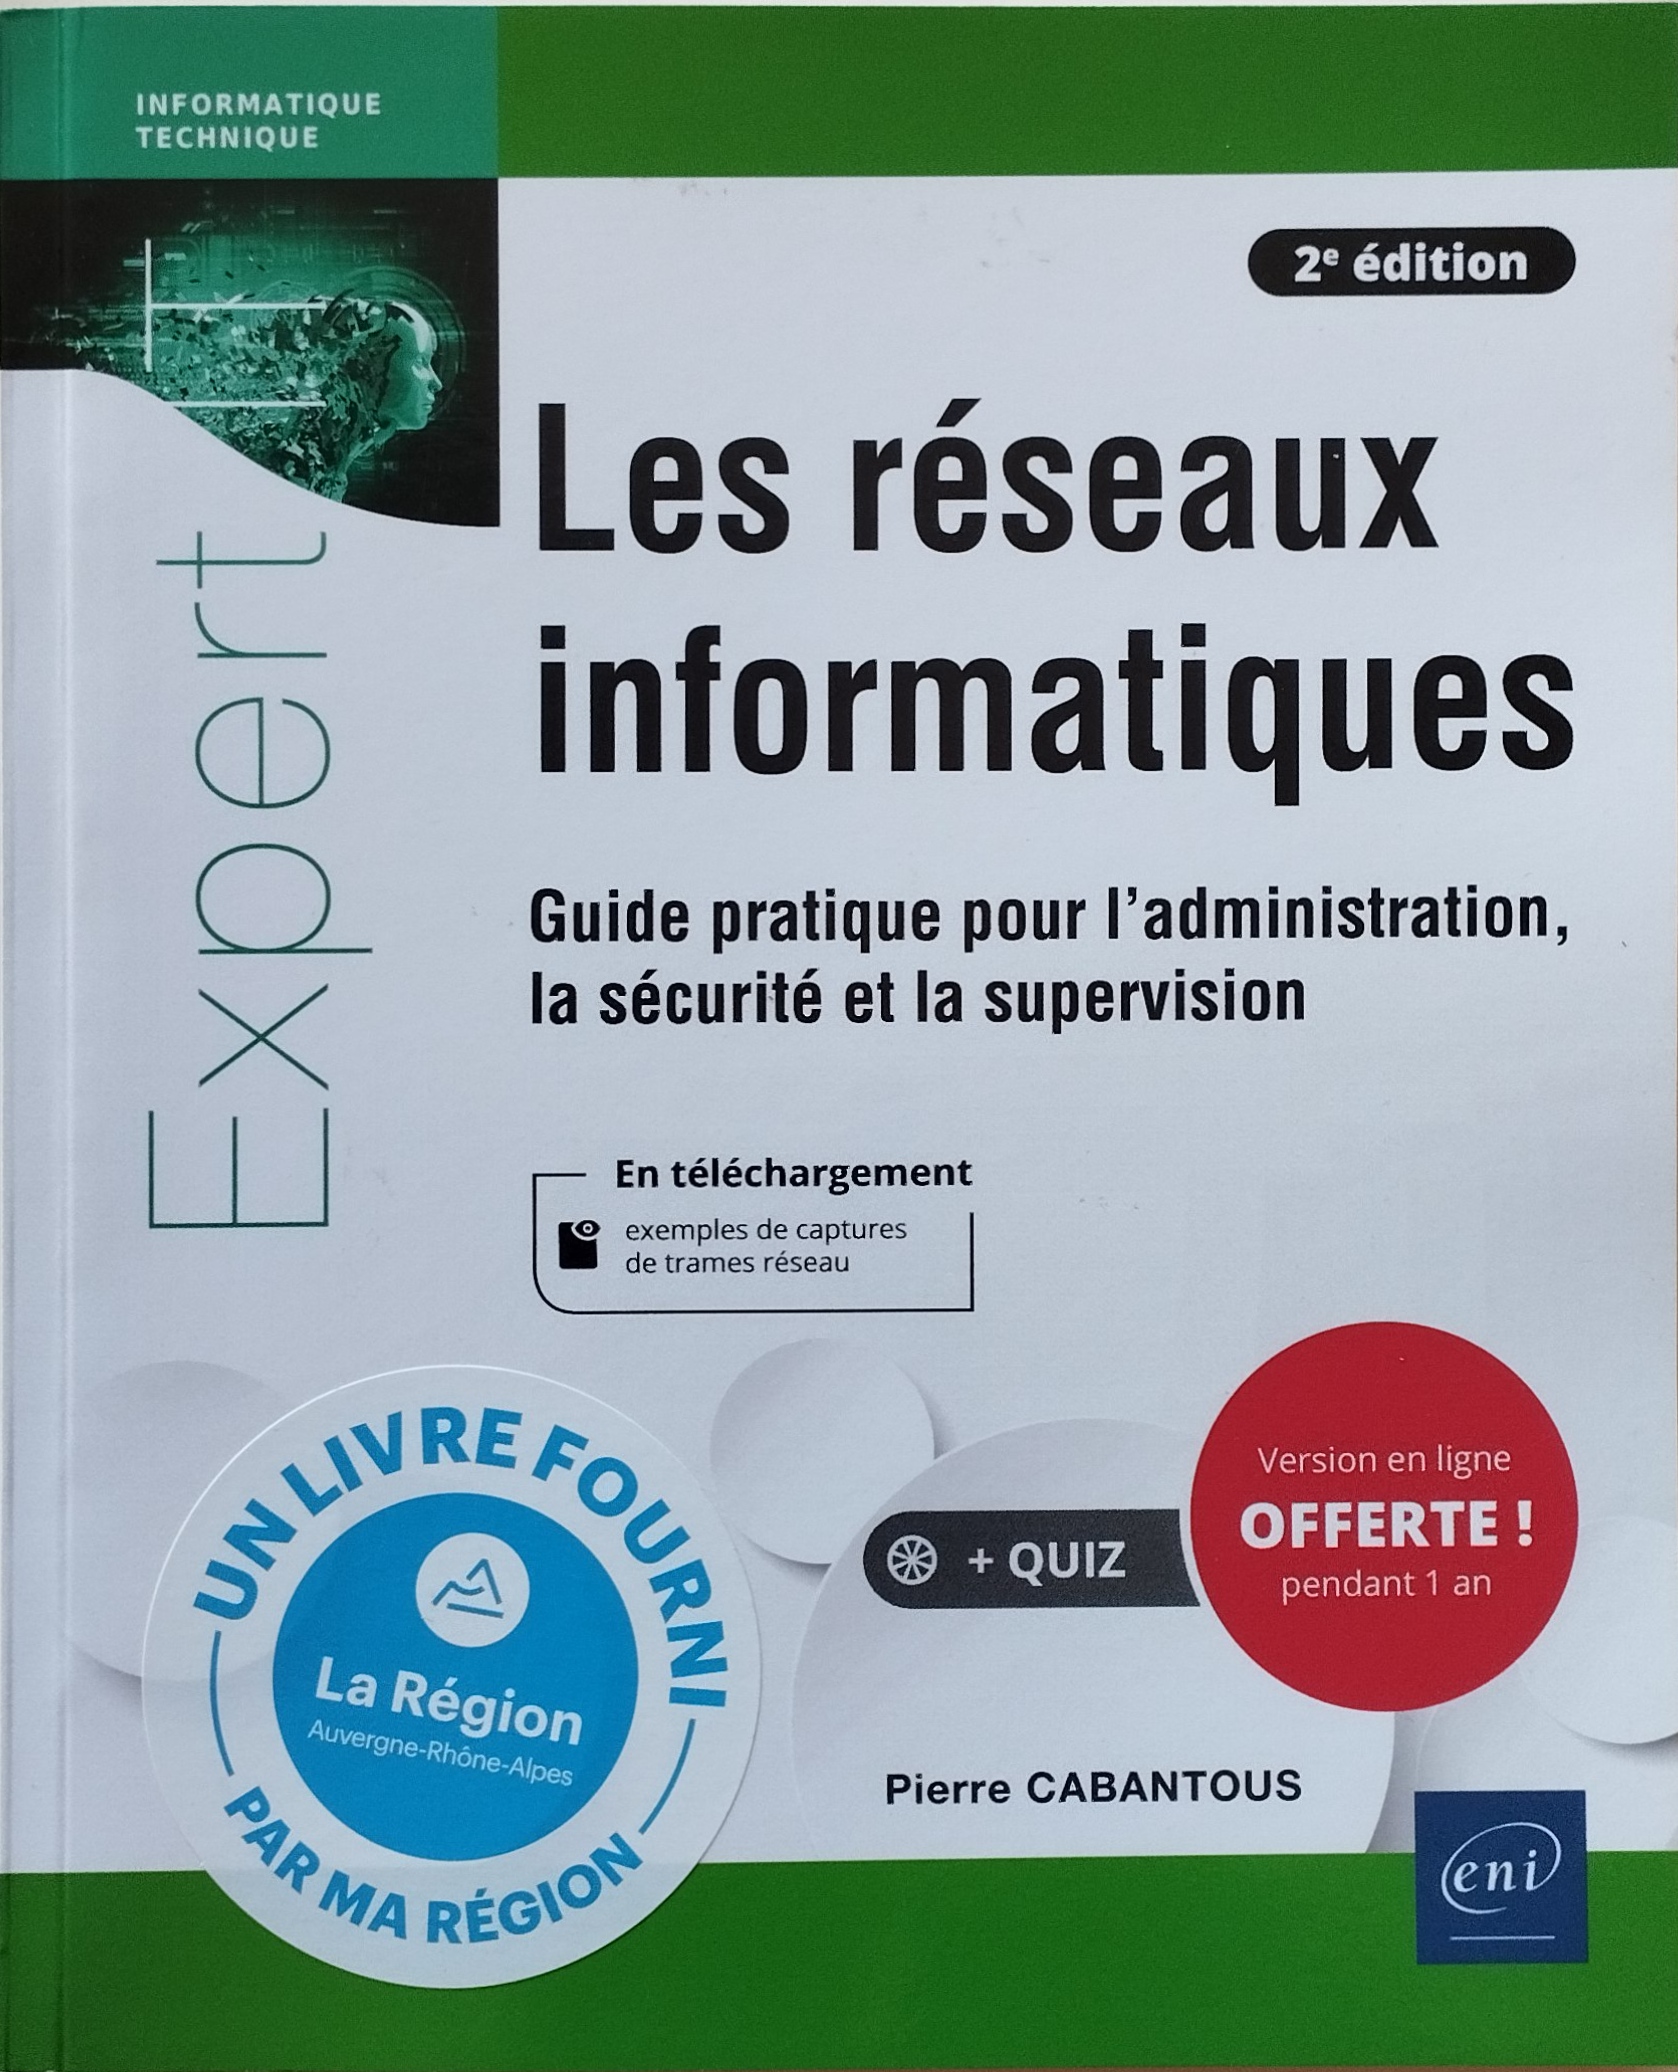 INFORMATIQUE
TECHNIQUE
2e édition
Expert
Les réseaux
informatiques
Guide pratique pour l'administration,
la sécurité et la supervision
En téléchargement
exemples de captures
de trames réseau
UN LIVRE FOURNI
La Région
Auvergne-Rhône-Alpes
PAR MA RÉGION
+ QUIZ
Version en ligne
OFFERTE !
pendant 1 an
Pierre CABANTOUS
eni